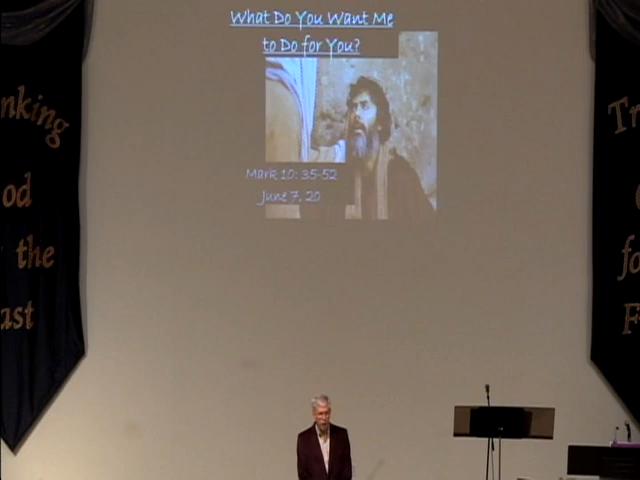 What Do You Want Me
to Do for You?
Mark 10: 35-52
June 7, 20
nking
od
the
ast
Tr
fo
F